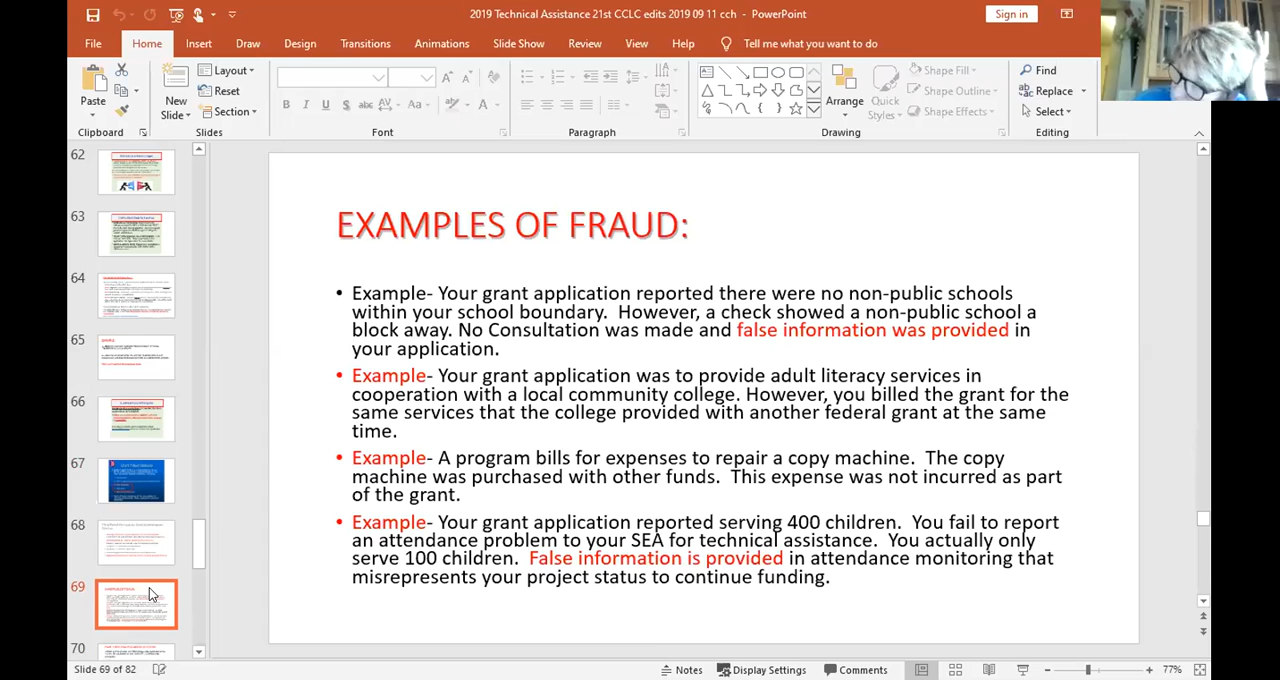 2019 Technical Assistance 21st CCLC edits 2019 09 11 cch - PowerPoint
Sign in
File Home Insert Draw Design Transitions Animations Slide Show Review View Help Tell me what you want to do
Paste
Clipboard
New
Slide
Layout
Reset
Section
Slides
B I U S abc AV Aa A
Font
Paragraph
Arrange
Quick
Styles
Shape Fill
Shape Outline
Shape Effects
Drawing
Find
Replace
Select
Editing
62
63
64
65
66
67
68
69
70
EXAMPLES OF FRAUD:
• Example- Your grant application reported there were no non-public schools
within your school boundary. However, a check showed a non-public school a
block away. No Consultation was made and false information was provided in
your application.
• Example- Your grant application was to provide adult literacy services in
cooperation with a local community college. However, you billed the grant for the
same services that the college provided with another federal grant at the same
time.
• Example- A program bills for expenses to repair a copy machine. The copy
machine was purchased with other funds. This expense was not incurred as part
of the grant.
• Example- Your grant application reported serving 400 children. You fail to report
an attendance problem to your SEA for technical assistance. You actually only
serve 100 children. False information is provided in attendance monitoring that
misrepresents your project status to continue funding.
Slide 69 of 82
Notes Display Settings Comments 77%